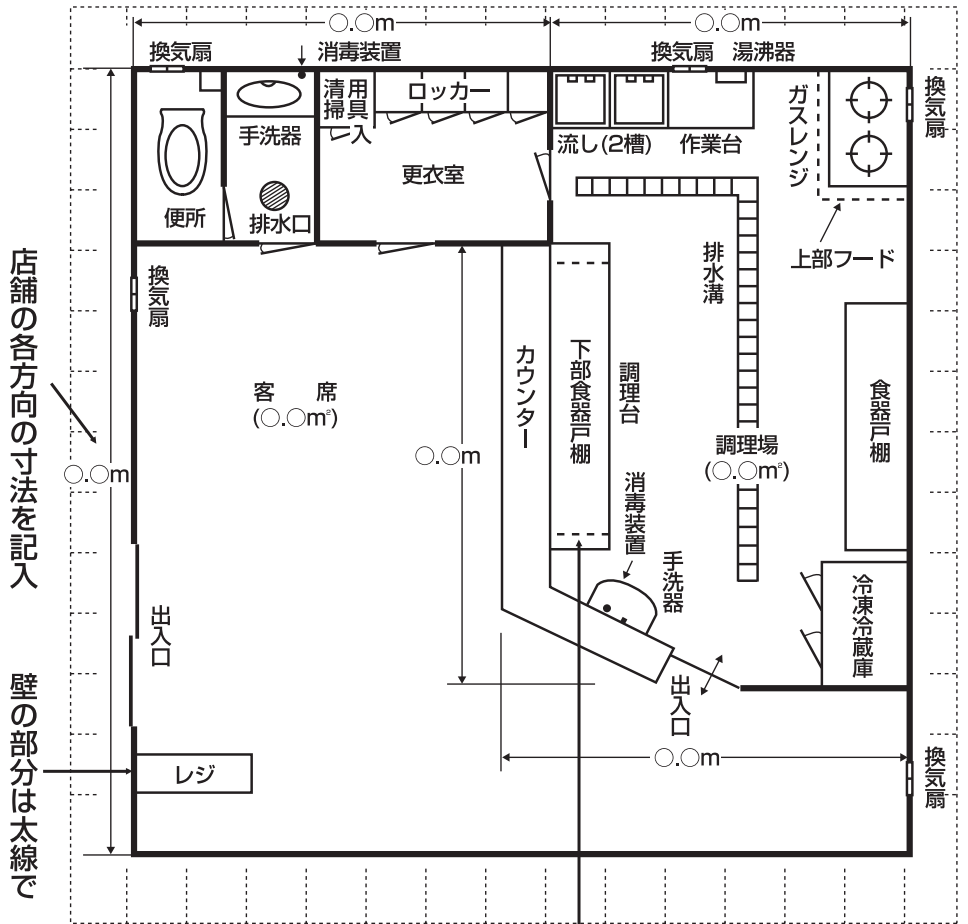 ○.○m
○.○m
換気扇
消毒装置
換気扇
湯沸器
換気扇
清掃用具入
ロッカー
手洗器
流し(2槽)
作業台
ガスレンジ
更衣室
便所
排水口
上部フード
排水溝
換気扇
店舗の各方向の寸法を記入
○.○m
客席
(○.○m²)
○.○m
カウンター
下部食器戸棚
調理台
調理場
(○.○m²)
食器戸棚
消毒装置
手洗器
冷凍冷蔵庫
出入口
出入口
○.○m
換気扇
壁の部分は太線で
レジ